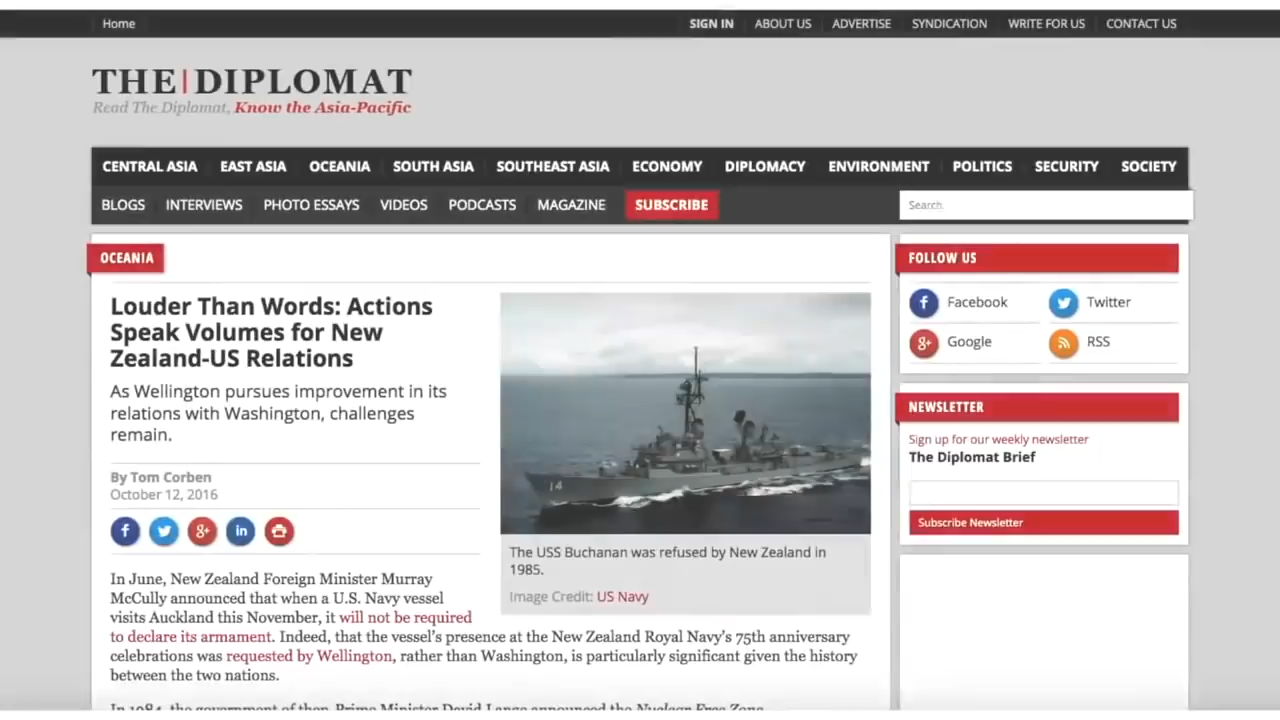 Home
SIGN IN ABOUT US ADVERTISE SYNDICATION WRITE FOR US CONTACT US
THE|DIPLOMAT
Read The Diplomat, Know the Asia-Pacific
CENTRAL ASIA EAST ASIA OCEANIA SOUTH ASIA SOUTHEAST ASIA ECONOMY DIPLOMACY ENVIRONMENT POLITICS SECURITY SOCIETY
BLOGS INTERVIEWS PHOTO ESSAYS VIDEOS PODCASTS MAGAZINE SUBSCRIBE
Search.
OCEANIA
Louder Than Words: Actions
Speak Volumes for New
Zealand-US Relations
As Wellington pursues improvement in its
relations with Washington, challenges
remain.
By Tom Corben
October 12, 2016
f
g+
in
14
The USS Buchanan was refused by New Zealand in
1985.
Image Credit: US Navy
In June, New Zealand Foreign Minister Murray
McCully announced that when a U.S. Navy vessel
visits Auckland this November, it will not be required
to declare its armament. Indeed, that the vessel's presence at the New Zealand Royal Navy's 75th anniversary
celebrations was requested by Wellington, rather than Washington, is particularly significant given the history
between the two nations.
In 1984, the government of then-Prime Minister David Lange announced the Nuclear Free Zone
FOLLOW US
f Facebook
Twitter
g+ Google
RSS
NEWSLETTER
Sign up for our weekly newsletter
The Diplomat Brief
Subscribe Newsletter